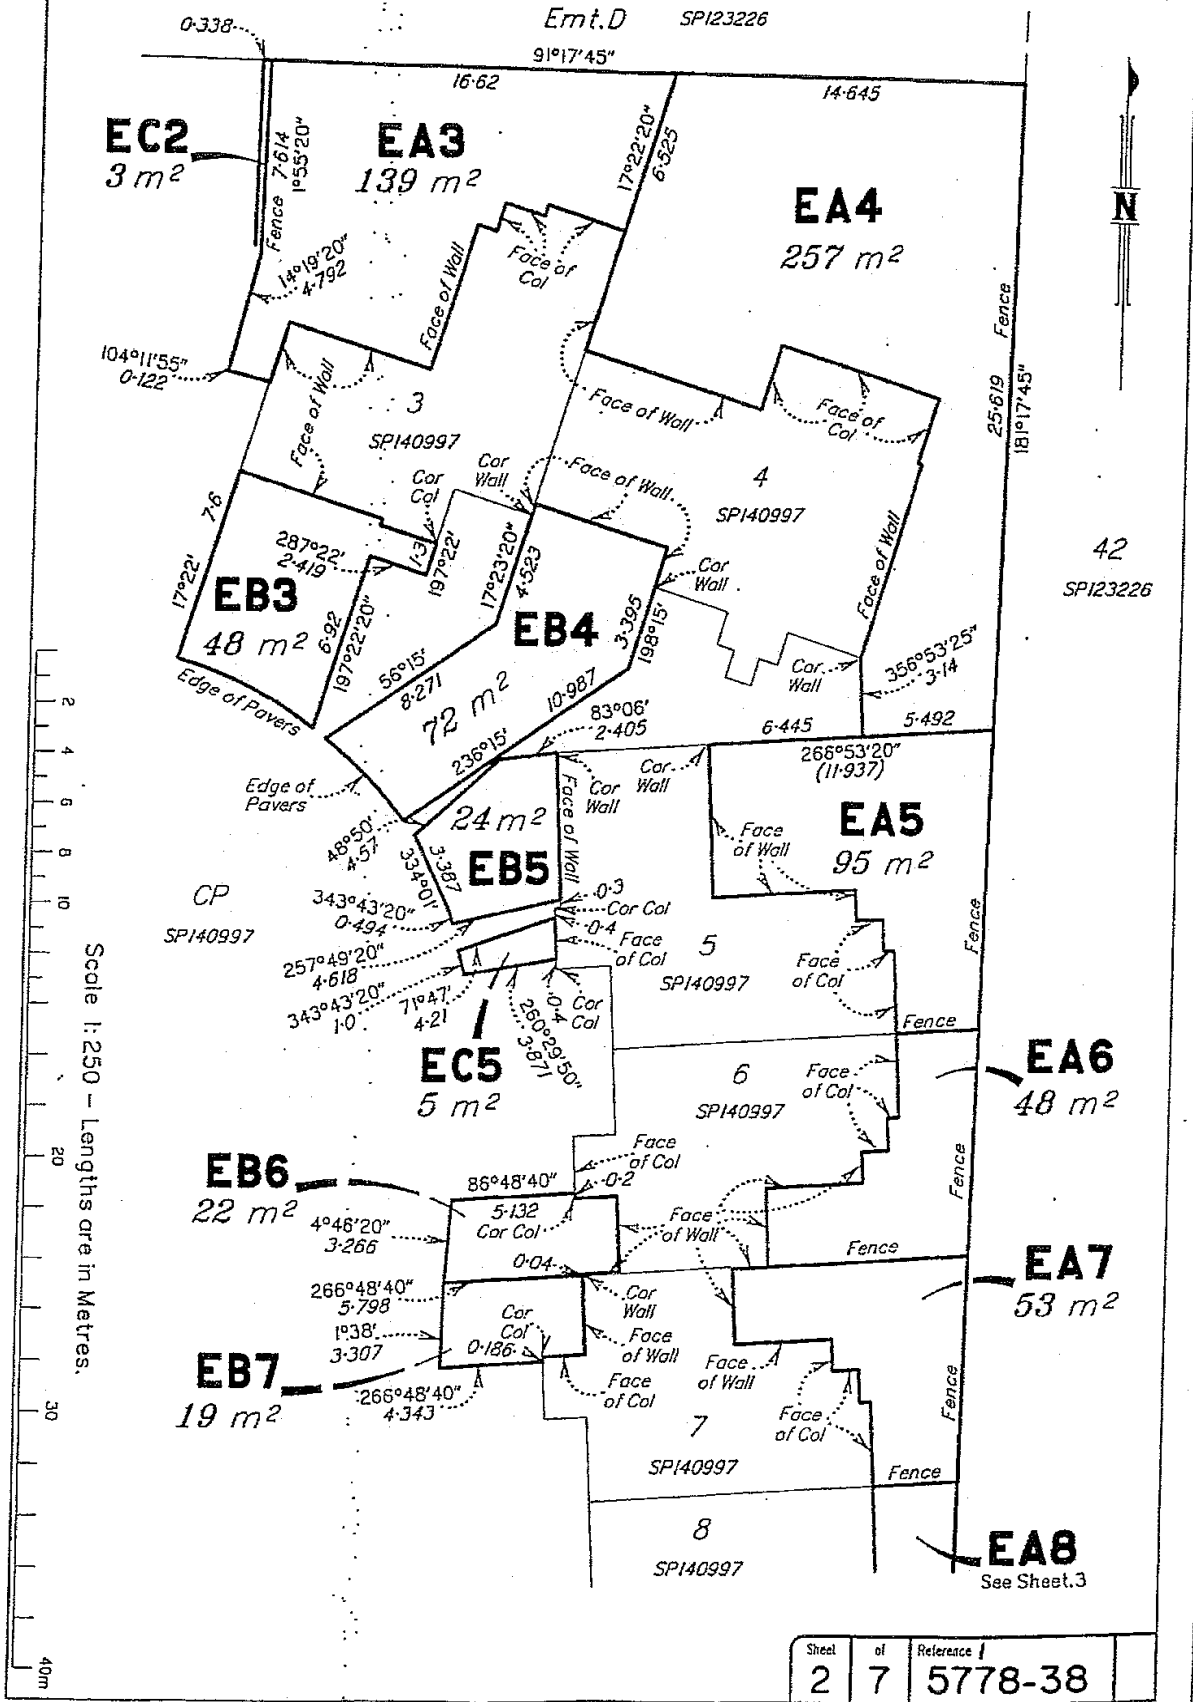 Emt.D SP123226
0·338
91°17'45"
16·62
14·645
EC2
3 m²
Fence 7·614
1°55'20"
EA3
139 m²
17°22'20"
6·525
EA4
257 m²
N
Face of
Col
Face of Wall
14°19'20"
4·792
Fence
104°11'55"
0·122
Face of Wall
3
SP140997
Face of Wall
Face of
Col
25·619
181°17'45"
Cor
Wall
Cor
Col
Face of Wall
4
SP140997
7·6
17°22'
287°22'
2·419
1·3
197°22'
17°23'20"
4·523
Cor
Wall
Face of Wall
42
SP123226
EB3
48 m²
6·92
197°22'20"
EB4
72 m²
3·395
198°15'
Cor
Wall
356°53'25"
3·14
Edge of Pavers
56°15'
8·271
10·987
236°15'
83°06'
2·405
6·445
5·492
266°53'20"
(11·937)
Edge of
Pavers
Cor
Wall
Cor
Wall
Face of Wall
24 m²
EB5
EA5
95 m²
Face
of Wall
48°50'
4·57
3·387
334°01'
CP
SP140997
343°43'20"
0·494
0·3
Cor Col
0·4
Face
of Col
257°49'20"
4·618
5
SP140997
Face
of Col
Fence
343°43'20"
1·0
71°47'
4·21
0·4
Cor
Col
260°29'50"
3·871
EC5
5 m²
Fence
6
SP140997
Face
of Col
EA6
48 m²
Face
of Col
0·2
EB6
22 m²
86°48'40"
5·132
Cor Col
4°46'20"
3·266
Face
of Wall
Fence
Fence
0·04
266°48'40"
5·798
Cor
Wall
EA7
53 m²
1°38'
3·307
Cor
Col
0·186
Face
of Wall
EB7
19 m²
266°48'40"
4·343
Face
of Col
Face
of Wall
Face
of Col
Fence
7
SP140997
Fence
8
SP140997
EA8
See Sheet.3
2
4
6
8
10
20
30
40m
Scale 1:250 – Lengths are in Metres.
Sheet of Reference
2 7 5778-38